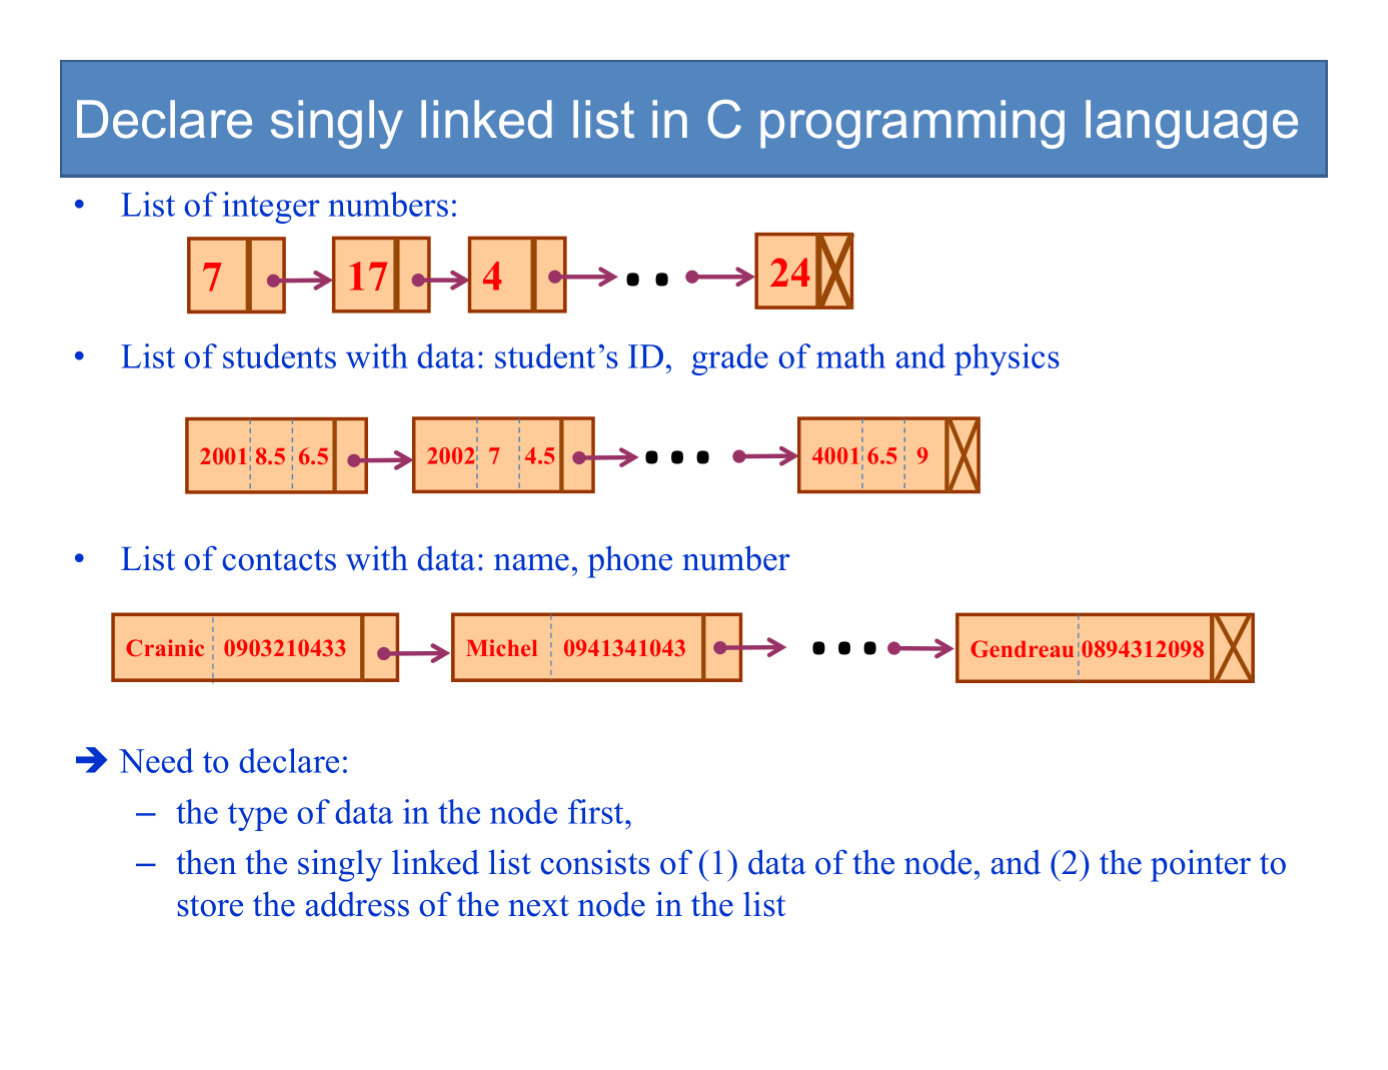 Declare singly linked list in C programming language
• List of integer numbers:
7 17 4 24
• List of students with data: student’s ID, grade of math and physics
2001 8.5 6.5 2002 7 4.5 4001 6.5 9
• List of contacts with data: name, phone number
Crainic 0903210433 Michel 0941341043 Gendreau 0894312098
➔ Need to declare:
– the type of data in the node first,
– then the singly linked list consists of (1) data of the node, and (2) the pointer to
store the address of the next node in the list